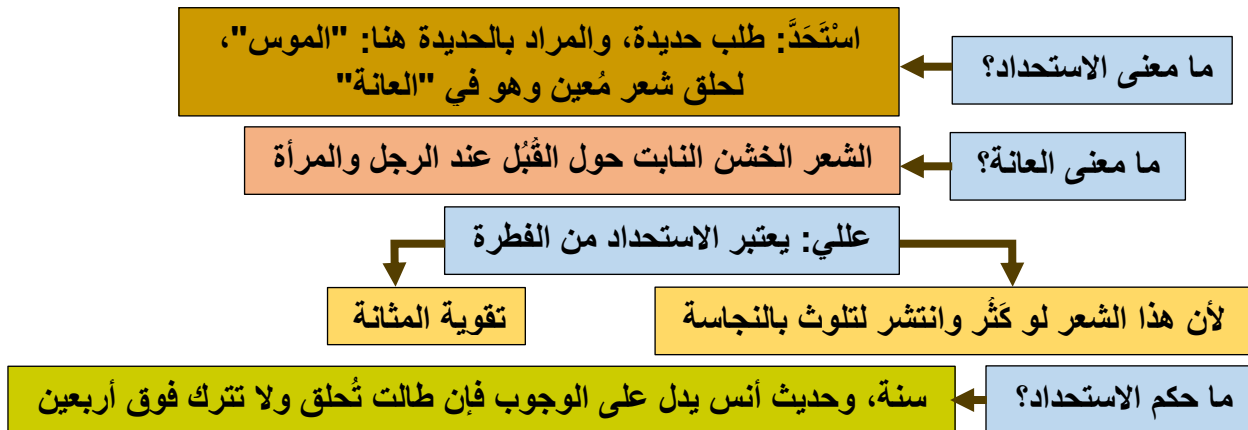 ما معنى الاستحداد؟
اسْتَحَدَّ: طلب حديدة، والمراد بالحديدة هنا: "الموس"،
لحلق شعر مُعين وهو في "العانة"
ما معنى العانة؟
الشعر الخشن النابت حول القُبُل عند الرجل والمرأة
عللي: يعتبر الاستحداد من الفطرة
لأن هذا الشعر لو كَثُر وانتشر لتلوث بالنجاسة
تقوية المثانة
ما حكم الاستحداد؟
سنة، وحديث أنس يدل على الوجوب فإن طالت تُحلق ولا تترك فوق أربعين